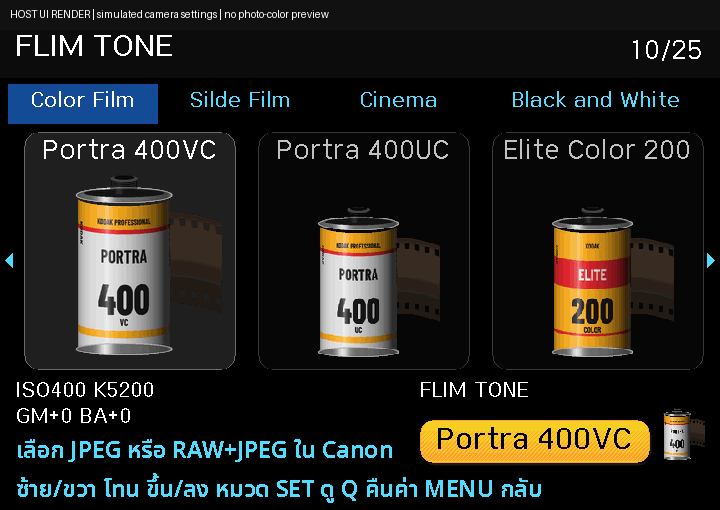 HOST UI RENDER | simulated camera settings | no photo-color preview
FLIM TONE
10/25
Color Film
Silde Film
Cinema
Black and White
Portra 400VC
Portra 400UC
Elite Color 200
KODAK PROFESSIONAL
PORTRA
400
VC
KODAK PROFESSIONAL
PORTRA
400
UC
KODAK
ELITE
200
COLOR
ISO400 K5200
FLIM TONE
GM+0 BA+0
Portra 400VC
400
เลือก JPEG หรือ RAW+JPEG ใน Canon
ซ้าย/ขวา โทน ขึ้น/ลง หมวด SET ดู Q คืนค่า MENU กลับ